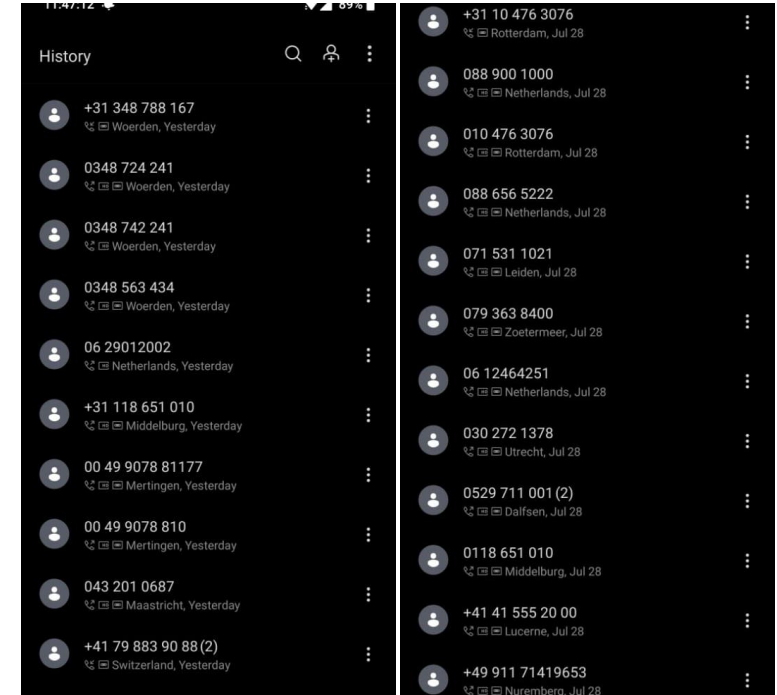 11:47:12
89%
History
+31 348 788 167
Woerden, Yesterday
0348 724 241
Woerden, Yesterday
0348 742 241
Woerden, Yesterday
0348 563 434
Woerden, Yesterday
06 29012002
Netherlands, Yesterday
+31 118 651 010
Middelburg, Yesterday
00 49 9078 81177
Mertingen, Yesterday
00 49 9078 810
Mertingen, Yesterday
043 201 0687
Maastricht, Yesterday
+41 79 883 90 88(2)
Switzerland, Yesterday
+31 10 476 3076
Rotterdam, Jul 28
088 900 1000
Netherlands, Jul 28
010 476 3076
Rotterdam, Jul 28
088 656 5222
Netherlands, Jul 28
071 531 1021
Leiden, Jul 28
079 363 8400
Zoetermeer, Jul 28
06 12464251
Netherlands, Jul 28
030 272 1378
Utrecht, Jul 28
0529 711 001(2)
Dalfsen, Jul 28
0118 651 010
Middelburg, Jul 28
+41 41 555 20 00
Lucerne, Jul 28
+49 911 71419653
Nuremberg, Jul 28